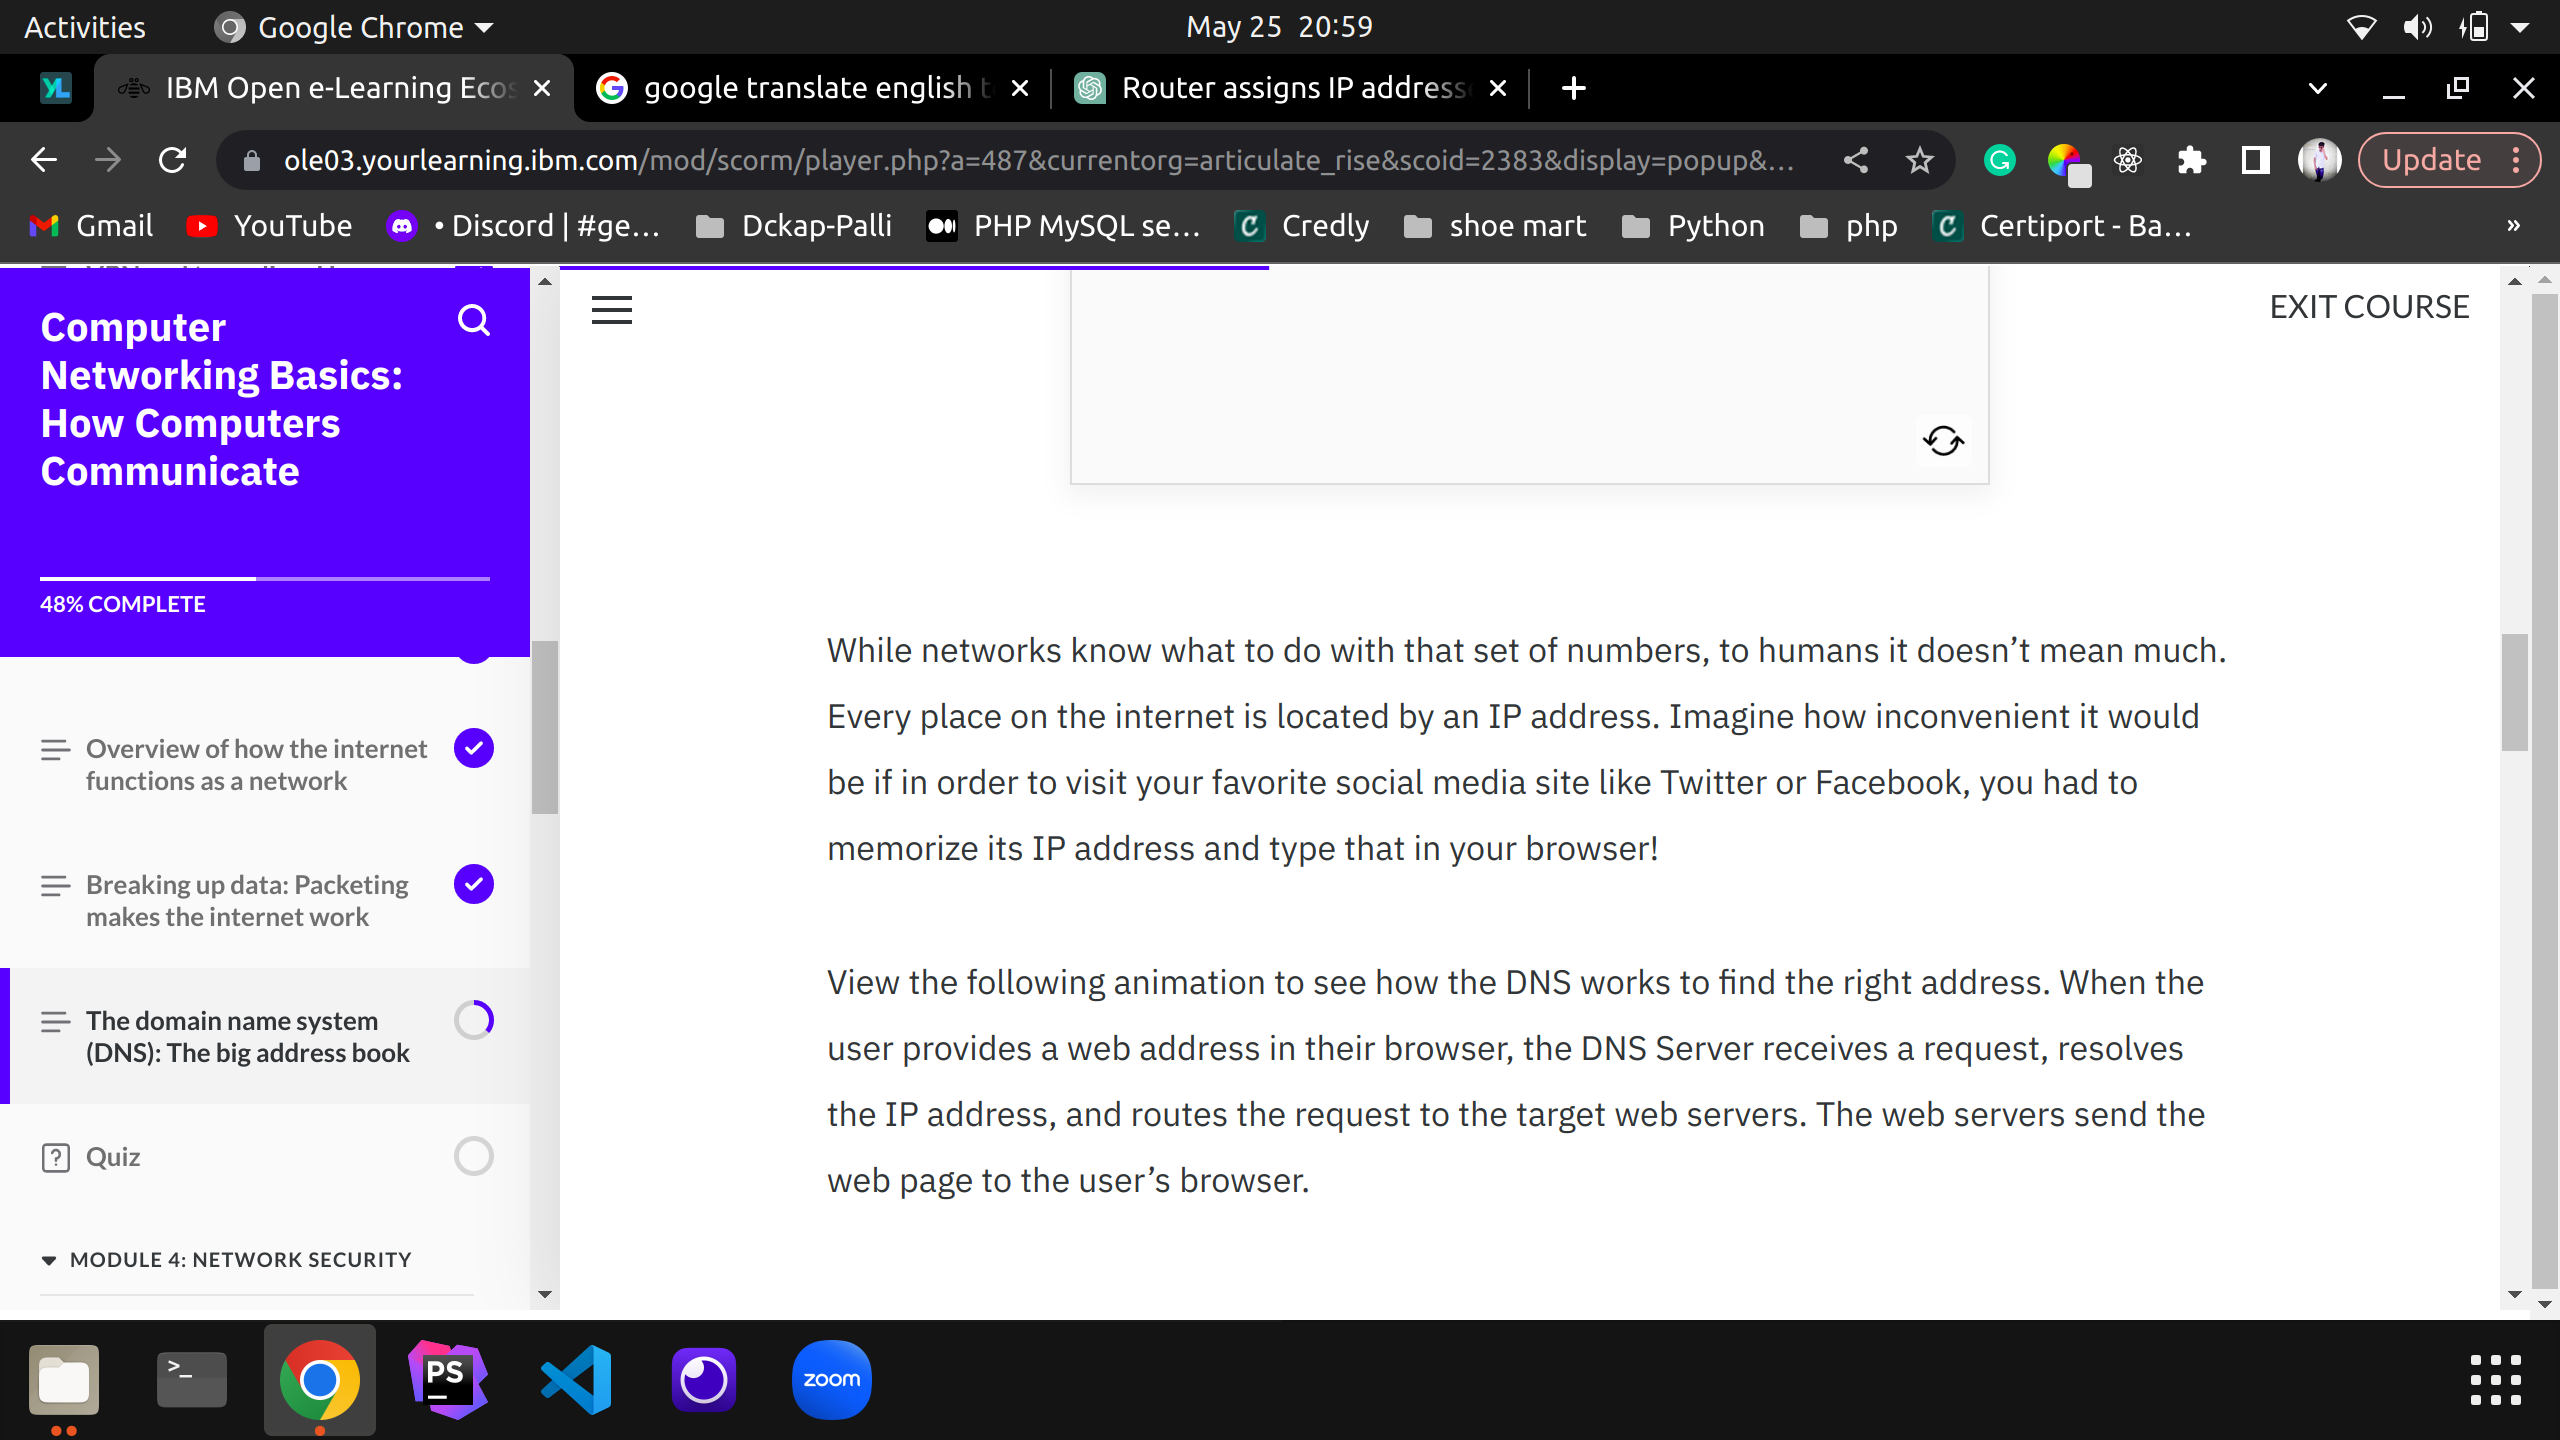 Activities
Google Chrome
May 25 20:59
YL
IBM Open e-Learning Ecos
google translate english t
Router assigns IP address
ole03.yourlearning.ibm.com/mod/scorm/player.php?a=487&currentorg=articulate_rise&scoid=2383&display=popup&…
Update
Gmail
YouTube
• Discord | #ge…
Dckap-Palli
PHP MySQL se…
Credly
shoe mart
Python
php
Certiport - Ba…
»
Computer
Networking Basics:
How Computers
Communicate
48% COMPLETE
Overview of how the internet
functions as a network
Breaking up data: Packeting
makes the internet work
The domain name system
(DNS): The big address book
Quiz
MODULE 4: NETWORK SECURITY
EXIT COURSE
While networks know what to do with that set of numbers, to humans it doesn’t mean much.
Every place on the internet is located by an IP address. Imagine how inconvenient it would
be if in order to visit your favorite social media site like Twitter or Facebook, you had to
memorize its IP address and type that in your browser!
View the following animation to see how the DNS works to find the right address. When the
user provides a web address in their browser, the DNS Server receives a request, resolves
the IP address, and routes the request to the target web servers. The web servers send the
web page to the user’s browser.
>_
PS
zoom